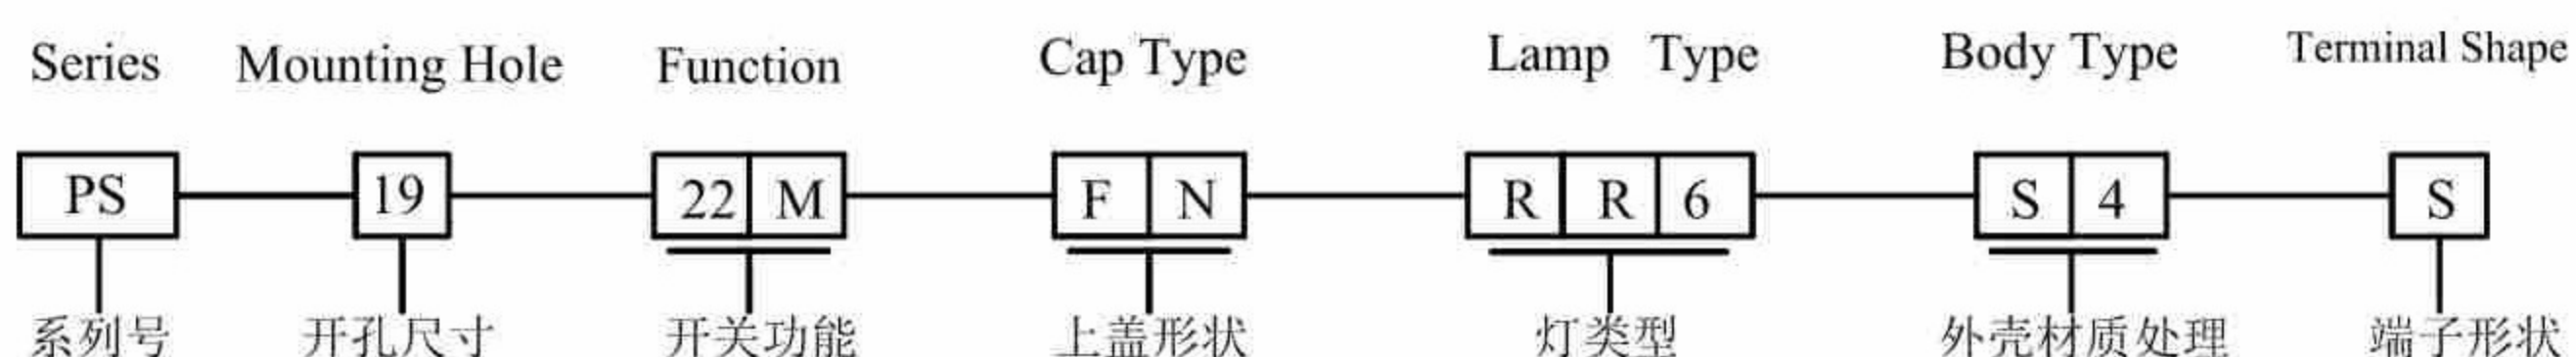 Series Mounting Hole Function Cap Type Lamp Type Body Type Terminal Shape
PS 19 22 M F N R R 6 S 4 S
系列号 开孔尺寸 开关功能 上盖形状 灯类型 外壳材质处理 端子形状